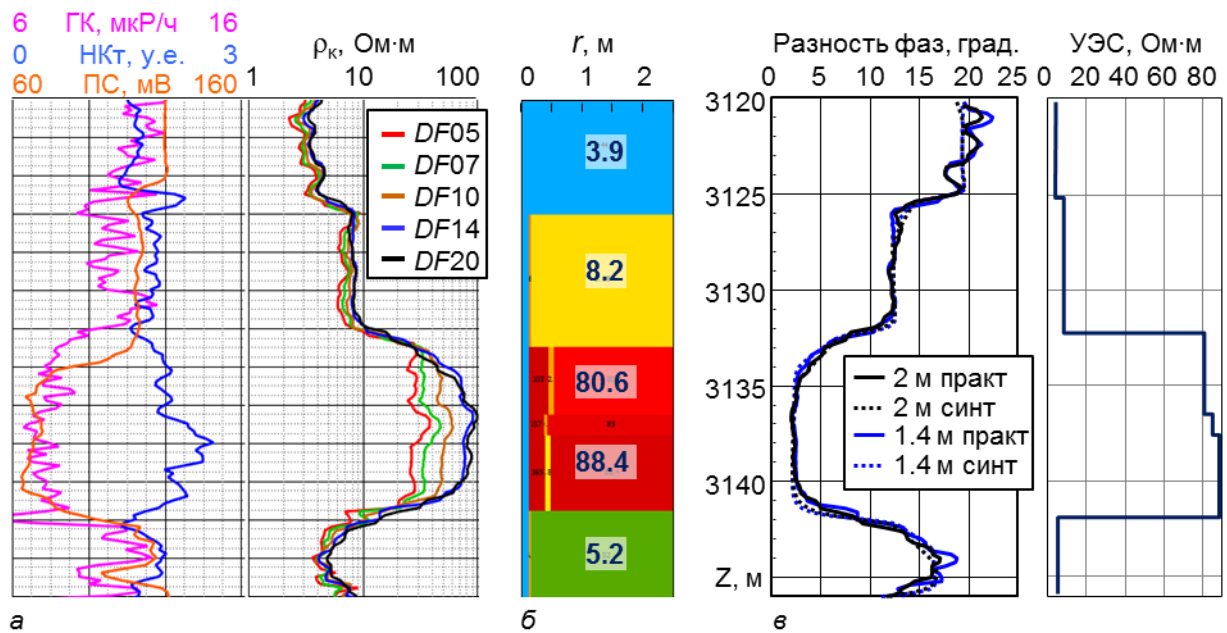 6 ГК, мкР/ч 16
0 НКт, у.е. 3
60 ПС, мВ 160
ρк, Ом·м
1 10 100
DF05
DF07
DF10
DF14
DF20
r, м
0 1 2
3.9
8.2
80.6
88.4
5.2
Разность фаз, град.
0 5 10 15 20 25
3120
3125
3130
3135
3140
Z, м
2 м практ
2 м синт
1.4 м практ
1.4 м синт
УЭС, Ом·м
0 20 40 60 80
а
б
в